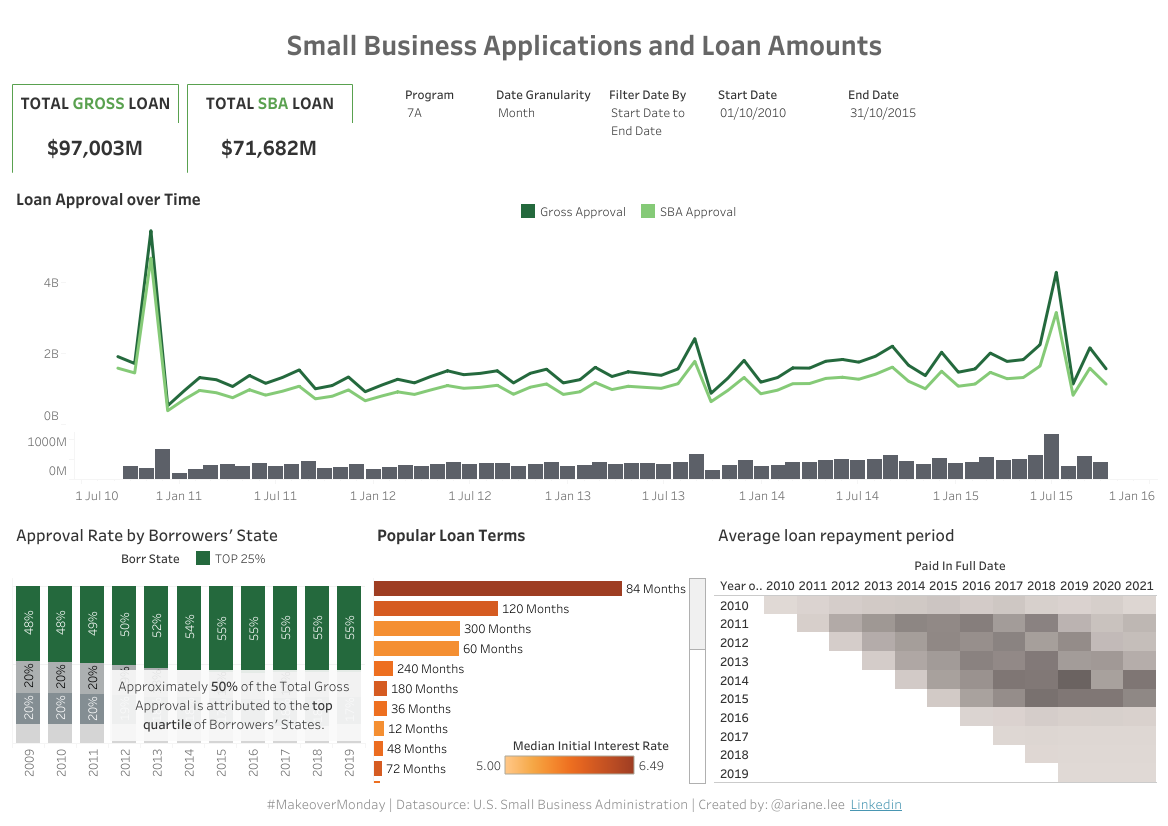 Small Business Applications and Loan Amounts
TOTAL GROSS LOAN
$97,003M
TOTAL SBA LOAN
$71,682M
Program
7A
Date Granularity
Month
Filter Date By
Start Date to
End Date
Start Date
01/10/2010
End Date
31/10/2015
Loan Approval over Time
Gross Approval
SBA Approval
4B
2B
0B
1000M
0M
1 Jul 10 1 Jan 11 1 Jul 11 1 Jan 12 1 Jul 12 1 Jan 13 1 Jul 13 1 Jan 14 1 Jul 14 1 Jan 15 1 Jul 15 1 Jan 16
Approval Rate by Borrowers' State
Borr State TOP 25%
48% 48% 49% 50% 52% 54% 55% 55% 55% 55% 55%
20% 20% 20%
20% 20% 20%
Approximately 50% of the Total Gross
Approval is attributed to the top
quartile of Borrowers' States.
2009 2010 2011 2012 2013 2014 2015 2016 2017 2018 2019
Popular Loan Terms
84 Months
120 Months
300 Months
60 Months
240 Months
180 Months
36 Months
12 Months
48 Months
72 Months
Median Initial Interest Rate
5.00 6.49
Average loan repayment period
Paid In Full Date
Year o.. 2010 2011 2012 2013 2014 2015 2016 2017 2018 2019 2020 2021
2010
2011
2012
2013
2014
2015
2016
2017
2018
2019
#MakeoverMonday | Datasource: U.S. Small Business Administration | Created by: @ariane.lee Linkedin